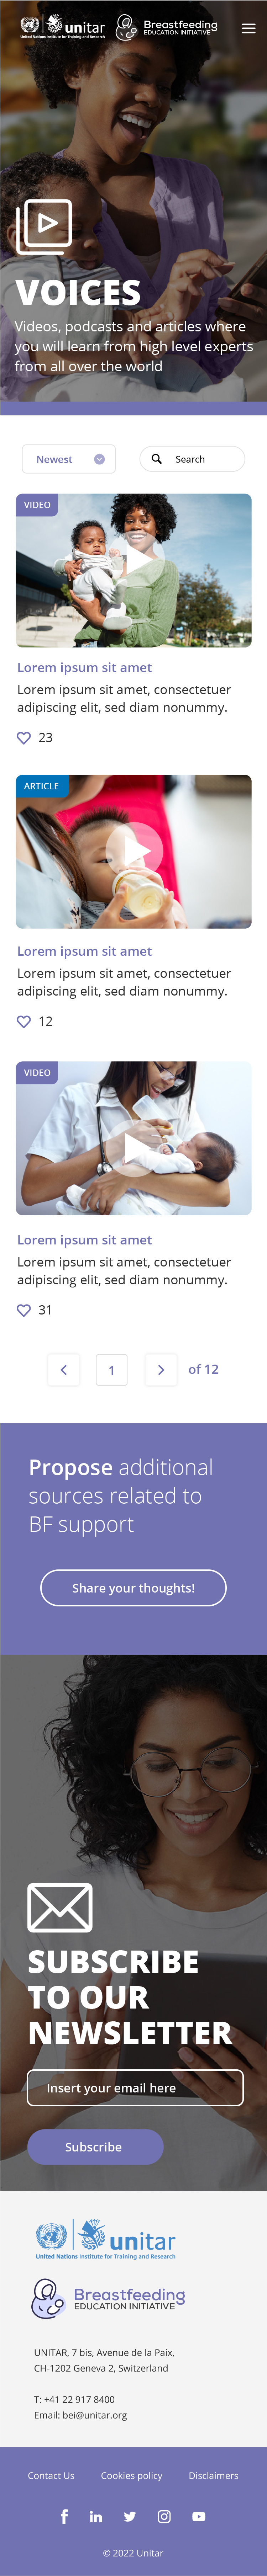 unitar
United Nations Institute for Training and Research
Breastfeeding
EDUCATION INITIATIVE
VOICES
Videos, podcasts and articles where
you will learn from high level experts
from all over the world
Newest
Search
VIDEO
Lorem ipsum sit amet
Lorem ipsum sit amet, consectetuer
adipiscing elit, sed diam nonummy.
23
ARTICLE
Lorem ipsum sit amet
Lorem ipsum sit amet, consectetuer
adipiscing elit, sed diam nonummy.
12
VIDEO
Lorem ipsum sit amet
Lorem ipsum sit amet, consectetuer
adipiscing elit, sed diam nonummy.
31
1 of 12
Propose additional
sources related to
BF support
Share your thoughts!
SUBSCRIBE
TO OUR
NEWSLETTER
Insert your email here
Subscribe
unitar
United Nations Institute for Training and Research
Breastfeeding
EDUCATION INITIATIVE
UNITAR, 7 bis, Avenue de la Paix,
CH-1202 Geneva 2, Switzerland
T: +41 22 917 8400
Email: bei@unitar.org
Contact Us Cookies policy Disclaimers
© 2022 Unitar